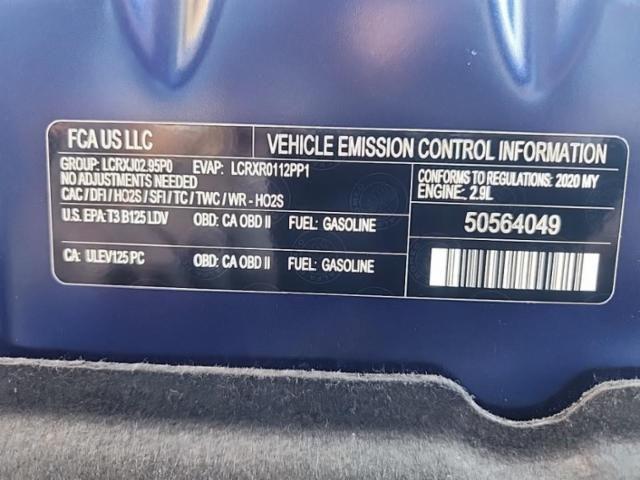 FCA US LLC
VEHICLE EMISSION CONTROL INFORMATION
GROUP: LCRXJ02.95P0 EVAP: LCRXR0112PP1
NO ADJUSTMENTS NEEDED
CAC / DFI / HO2S / SFI / TC / TWC / WR - HO2S
CONFORMS TO REGULATIONS: 2020 MY
ENGINE: 2.9L
U.S. EPA: T3 B125 LDV OBD: CA OBD II FUEL: GASOLINE
50564049
CA: ULEV125 PC OBD: CA OBD II FUEL: GASOLINE